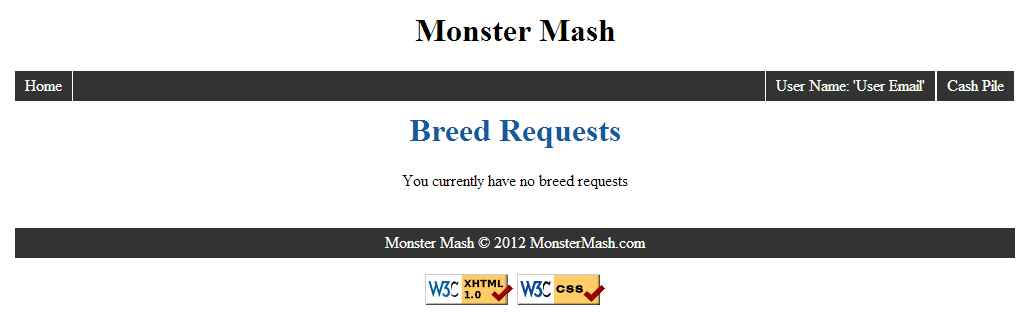 Monster Mash
Home User Name: 'User Email' Cash Pile
Breed Requests
You currently have no breed requests
Monster Mash © 2012 MonsterMash.com
W3C XHTML 1.0 W3C css